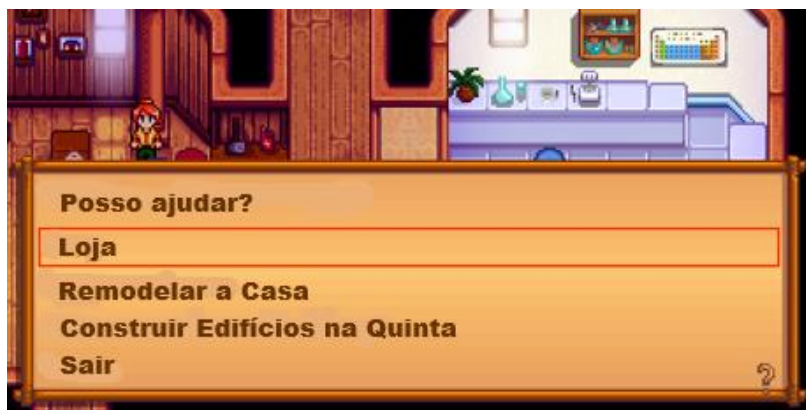 Posso ajudar?
Loja
Remodelar a Casa
Construir Edifícios na Quinta
Sair
?